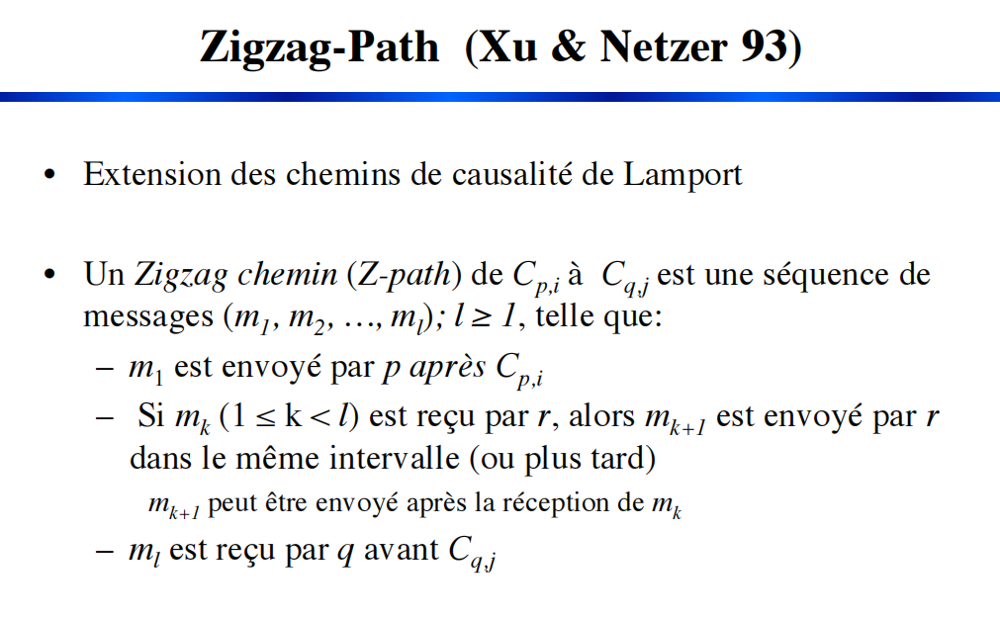 Zigzag-Path (Xu & Netzer 93)
• Extension des chemins de causalité de Lamport
• Un Zigzag chemin (Z-path) de C_{p,i} à C_{q,j} est une séquence de
messages (m_1, m_2, …, m_l); l ≥ 1, telle que:
– m_1 est envoyé par p après C_{p,i}
– Si m_k (1 ≤ k < l) est reçu par r, alors m_{k+1} est envoyé par r
dans le même intervalle (ou plus tard)
m_{k+1} peut être envoyé après la réception de m_k
– m_l est reçu par q avant C_{q,j}